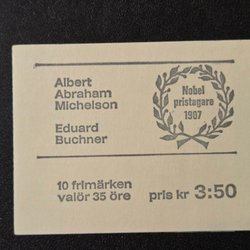 Albert
Abraham
Michelson
Eduard
Buchner
Nobel
pristagare
1907
10 frimärken
valör 35 öre
pris kr 3:50